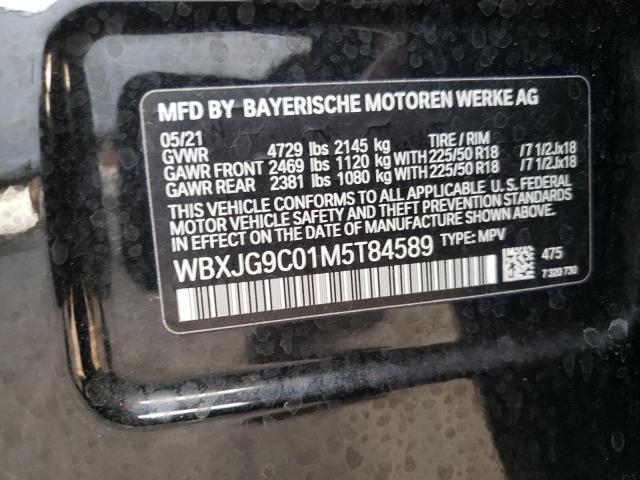 MFD BY BAYERISCHE MOTOREN WERKE AG
05/21
GVWR 4729 lbs 2145 kg TIRE / RIM
GAWR FRONT 2469 lbs 1120 kg WITH 225/50 R18 /7 1/2Jx18
GAWR REAR 2381 lbs 1080 kg WITH 225/50 R18 /7 1/2Jx18
THIS VEHICLE CONFORMS TO ALL APPLICABLE U. S. FEDERAL
MOTOR VEHICLE SAFETY AND THEFT PREVENTION STANDARDS
IN EFFECT ON THE DATE OF MANUFACTURE SHOWN ABOVE.
WBXJG9C01M5T84589 TYPE: MPV
475
7 320 730